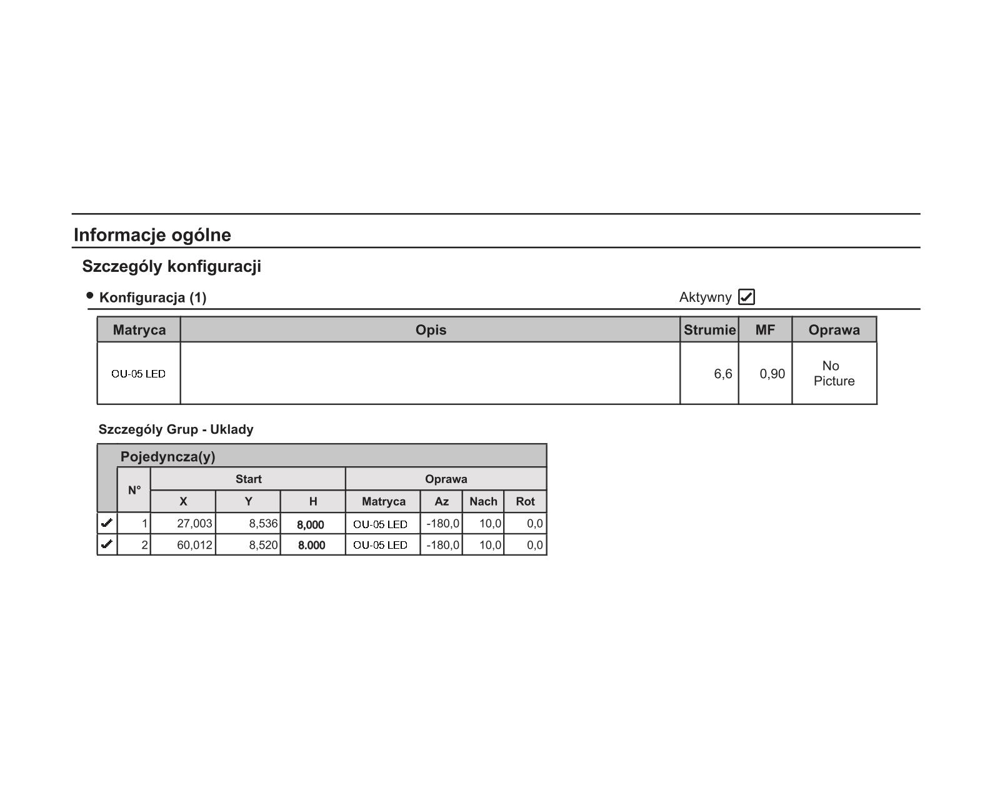 Informacje ogólne
Szczególy konfiguracji
• Konfiguracja (1) Aktywny
Matryca Opis Strumie MF Oprawa
OU-05 LED 6,6 0,90 No
Picture
Szczególy Grup - Uklady
Pojedyncza(y)
N° Start Oprawa
X Y H Matryca Az Nach Rot
1 27,003 8,536 8,000 OU-05 LED -180,0 10,0 0,0
2 60,012 8,520 8.000 OU-05 LED -180,0 10,0 0,0